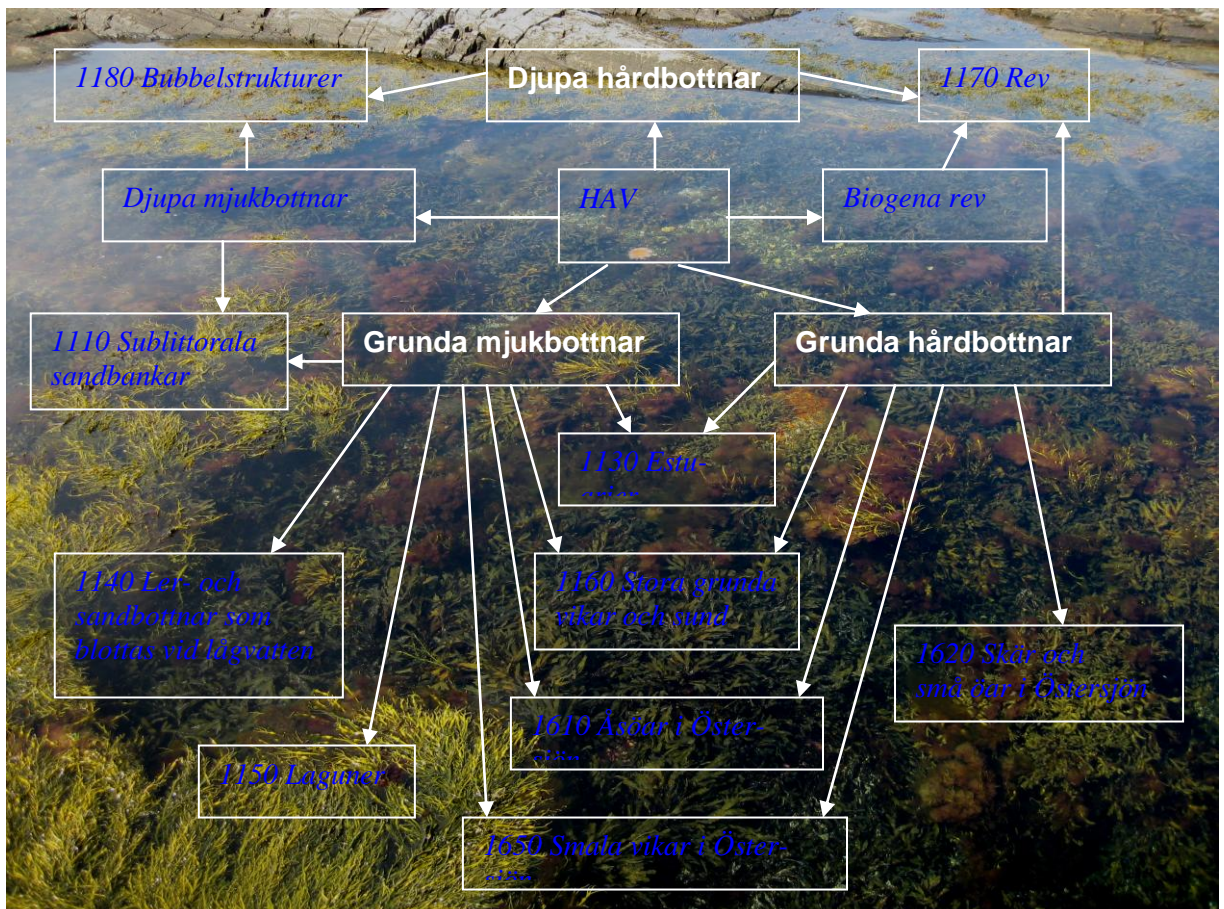 1180 Bubbelstrukturer
Djupa hårdbottnar
1170 Rev
Djupa mjukbottnar
HAV
Biogena rev
1110 Sublittorala
sandbankar
Grunda mjukbottnar
Grunda hårdbottnar
1130 Estu-
1140 Ler- och
sandbottnar som
blottas vid lågvatten
1160 Stora grunda
vikar och sund
1620 Skär och
små öar i Östersjön
1610 Åsöar i Öster-
1150 Laguner
1650 Smala vikar i Öster-